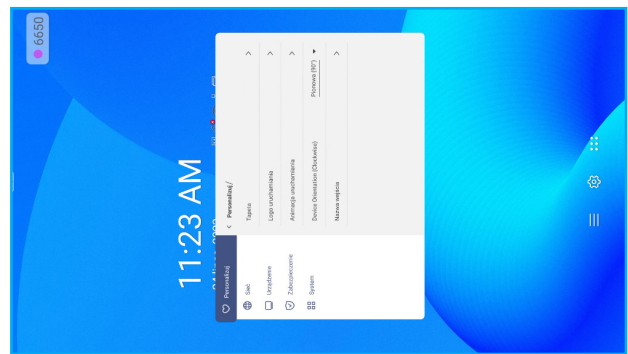 6650
11:23 AM
Personalizuj
Sieć
Urządzenie
Zabezpieczenie
System
< Personalizuj/
Tapeta >
Logo uruchamiania >
Animacja uruchamiania >
Device Orientation (Clockwise) Pionowo (90°)
Nazwa wejścia >